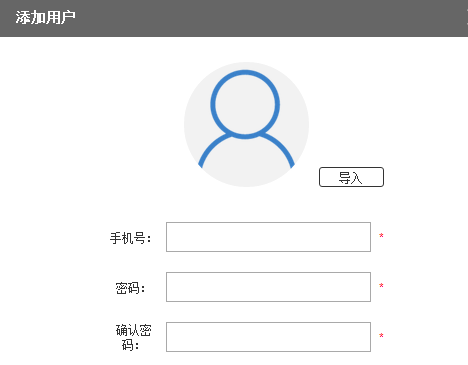 添加用户
导入
手机号： *
密码： *
确认密
码： *